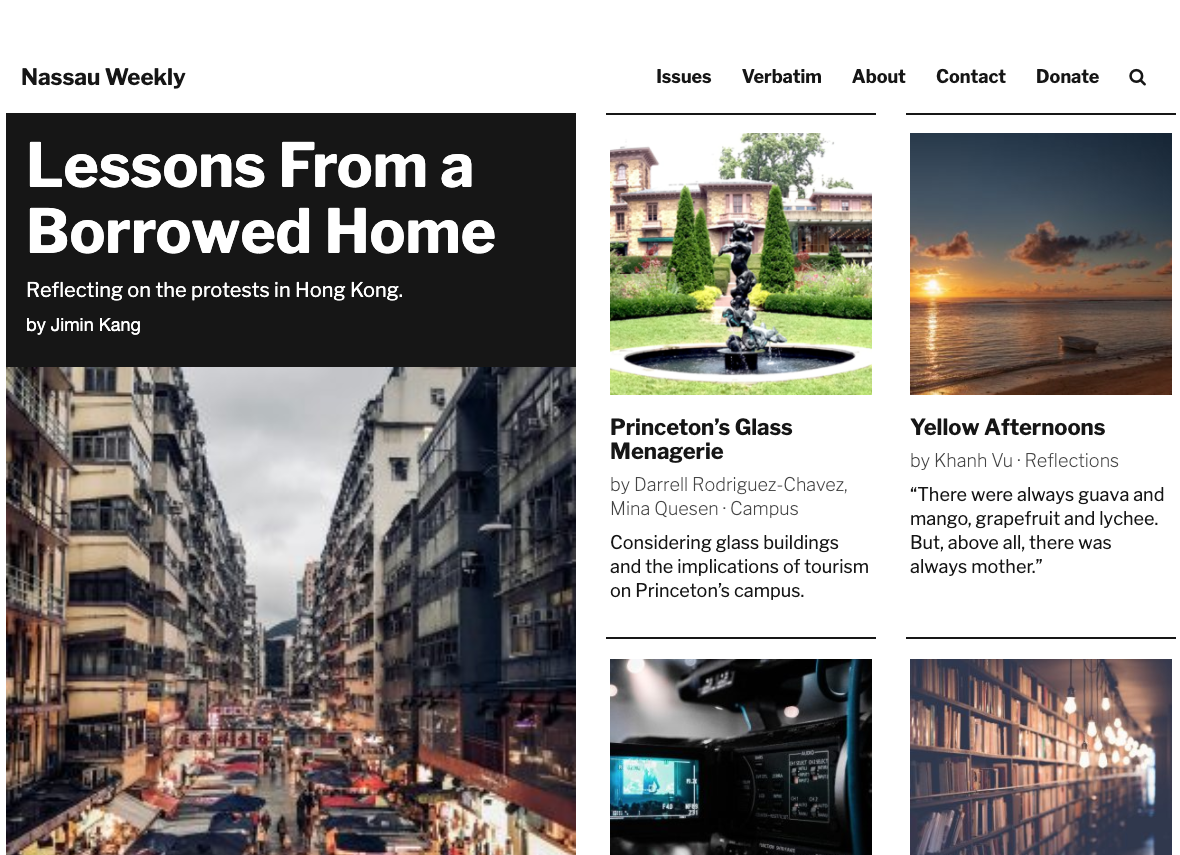 Nassau Weekly
Issues Verbatim About Contact Donate
Lessons From a
Borrowed Home
Reflecting on the protests in Hong Kong.
by Jimin Kang
Princeton’s Glass
Menagerie
by Darrell Rodriguez-Chavez,
Mina Quesen · Campus
Considering glass buildings
and the implications of tourism
on Princeton’s campus.
Yellow Afternoons
by Khanh Vu · Reflections
“There were always guava and
mango, grapefruit and lychee.
But, above all, there was
always mother.”
AUDIO